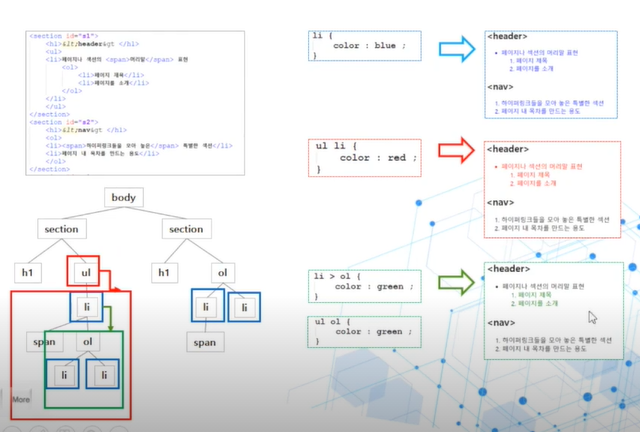 <section id="s1">
<h1>&lt;header&gt </h1>
<ul>
<li>페이지나 섹션의 <span>머리말</span> 표현
<ol>
<li>페이지 제목</li>
<li>페이지를 소개</li>
</ol>
</li>
</ul>
</section>
<section id="s2">
<h1>&lt;nav&gt </h1>
<ol>
<li><span>하이퍼링크들을 모아 놓은</span> 특별한 섹션</li>
<li>페이지 내 목차를 만드는 용도</li>
</ol>
</section>
body
section section
h1 ul h1 ol
li li li
span ol span
li li
More
li {
color : blue ;
}
<header>
• 페이지나 섹션의 머리말 표현
1. 페이지 제목
2. 페이지를 소개
<nav>
1. 하이퍼링크들을 모아 놓은 특별한 섹션
2. 페이지 내 목차를 만드는 용도
ul li {
color : red ;
}
<header>
• 페이지나 섹션의 머리말 표현
1. 페이지 제목
2. 페이지를 소개
<nav>
1. 하이퍼링크들을 모아 놓은 특별한 섹션
2. 페이지 내 목차를 만드는 용도
li > ol {
color : green ;
}
ul ol {
color : green ;
}
<header>
• 페이지나 섹션의 머리말 표현
1. 페이지 제목
2. 페이지를 소개
<nav>
1. 하이퍼링크들을 모아 놓은 특별한 섹션
2. 페이지 내 목차를 만드는 용도